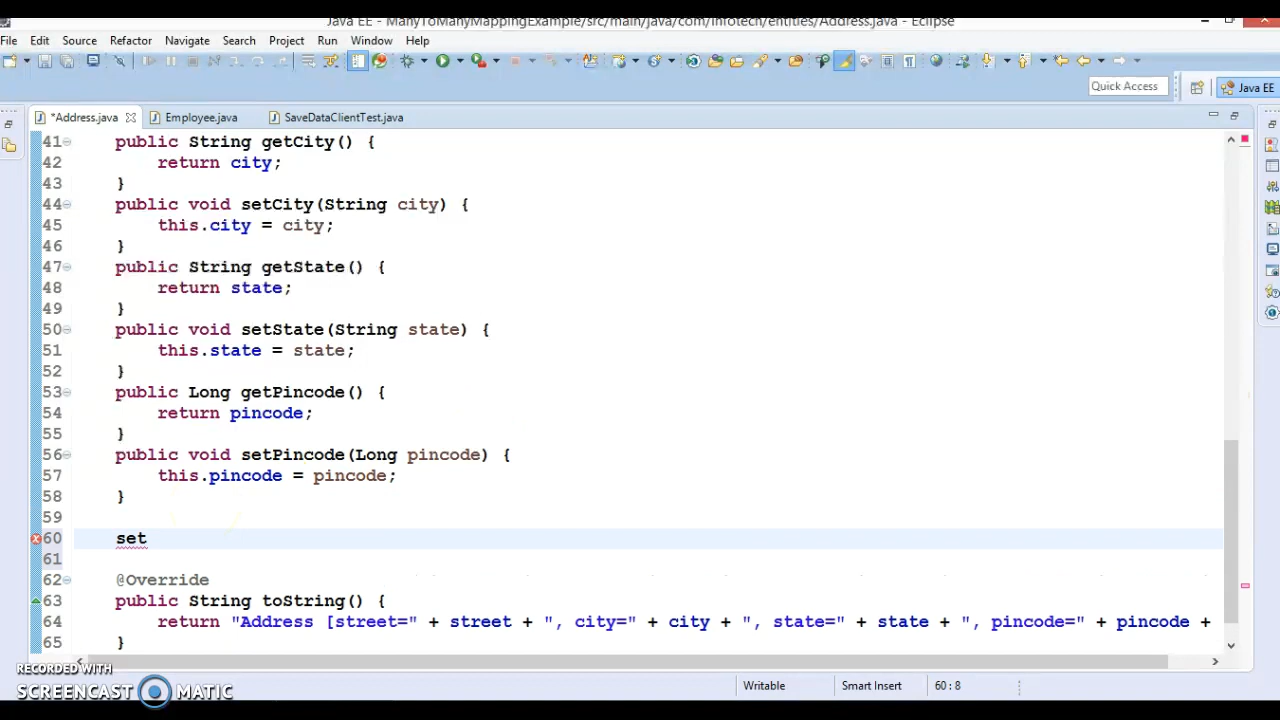 Java EE - ManyToManyMappingExample/src/main/java/com/infotech/entities/Address.java - Eclipse
File Edit Source Refactor Navigate Search Project Run Window Help
Quick Access
Java EE
*Address.java
Employee.java
SaveDataClientTest.java
41 public String getCity() {
42 return city;
43 }
44 public void setCity(String city) {
45 this.city = city;
46 }
47 public String getState() {
48 return state;
49 }
50 public void setState(String state) {
51 this.state = state;
52 }
53 public Long getPincode() {
54 return pincode;
55 }
56 public void setPincode(Long pincode) {
57 this.pincode = pincode;
58 }
59
60 set
61
62 @Override
63 public String toString() {
64 return "Address [street=" + street + ", city=" + city + ", state=" + state + ", pincode=" + pincode +
65 }
RECORDED WITH
SCREENCAST MATIC
Writable
Smart Insert
60 : 8